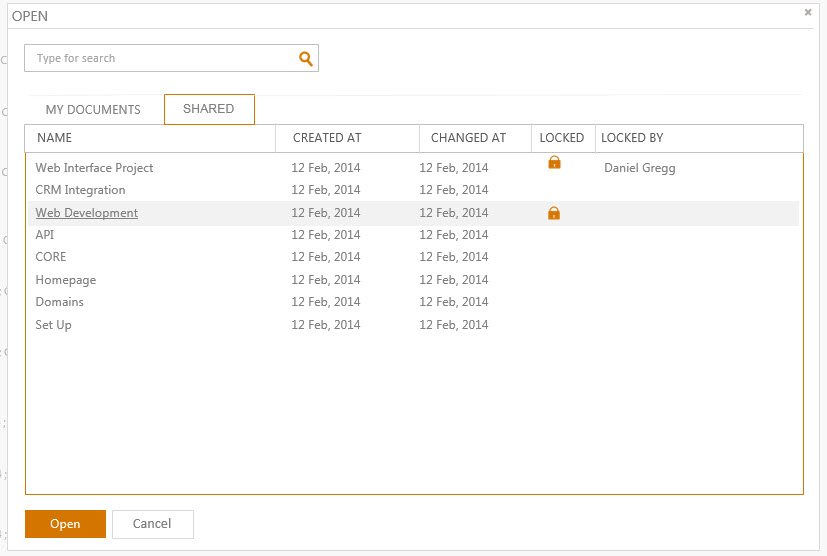 OPEN
Type for search
MY DOCUMENTS SHARED
NAME CREATED AT CHANGED AT LOCKED LOCKED BY
Web Interface Project 12 Feb, 2014 12 Feb, 2014 Daniel Gregg
CRM Integration 12 Feb, 2014 12 Feb, 2014
Web Development 12 Feb, 2014 12 Feb, 2014
API 12 Feb, 2014 12 Feb, 2014
CORE 12 Feb, 2014 12 Feb, 2014
Homepage 12 Feb, 2014 12 Feb, 2014
Domains 12 Feb, 2014 12 Feb, 2014
Set Up 12 Feb, 2014 12 Feb, 2014
Open Cancel